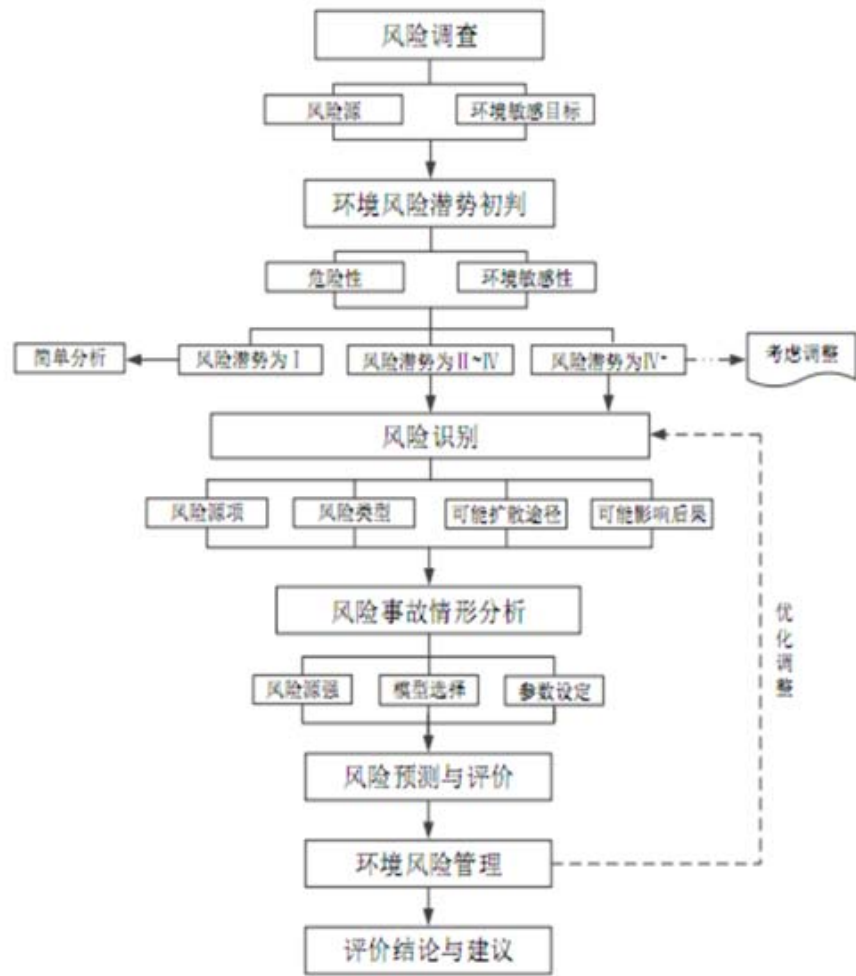 风险调查
风险源
环境敏感目标
环境风险潜势初判
危险性
环境敏感性
简单分析
风险潜势为Ⅰ
风险潜势为Ⅱ~Ⅳ
风险潜势为Ⅳ+
考虑调整
风险识别
风险源项
风险类型
可能扩散途径
可能影响后果
风险事故情形分析
优化调整
风险源强
模型选择
参数设定
风险预测与评价
环境风险管理
评价结论与建议